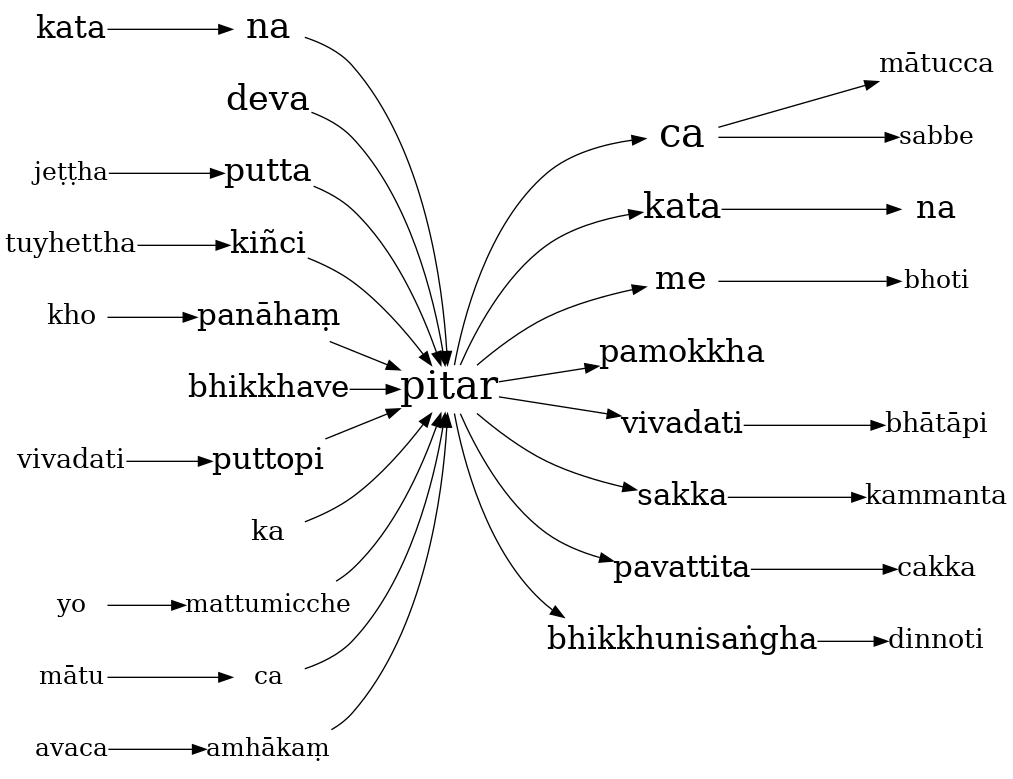 kata na
deva
jeṭṭha putta
tuyhettha kiñci
kho panāhaṃ
bhikkhave
vivadati puttopi
ka
yo mattumicche
mātu ca
avaca amhākaṃ
pitar
ca mātucca
sabbe
kata na
me bhoti
pamokkha
vivadati bhātāpi
sakka kammanta
pavattita cakka
bhikkhunisaṅgha dinnoti